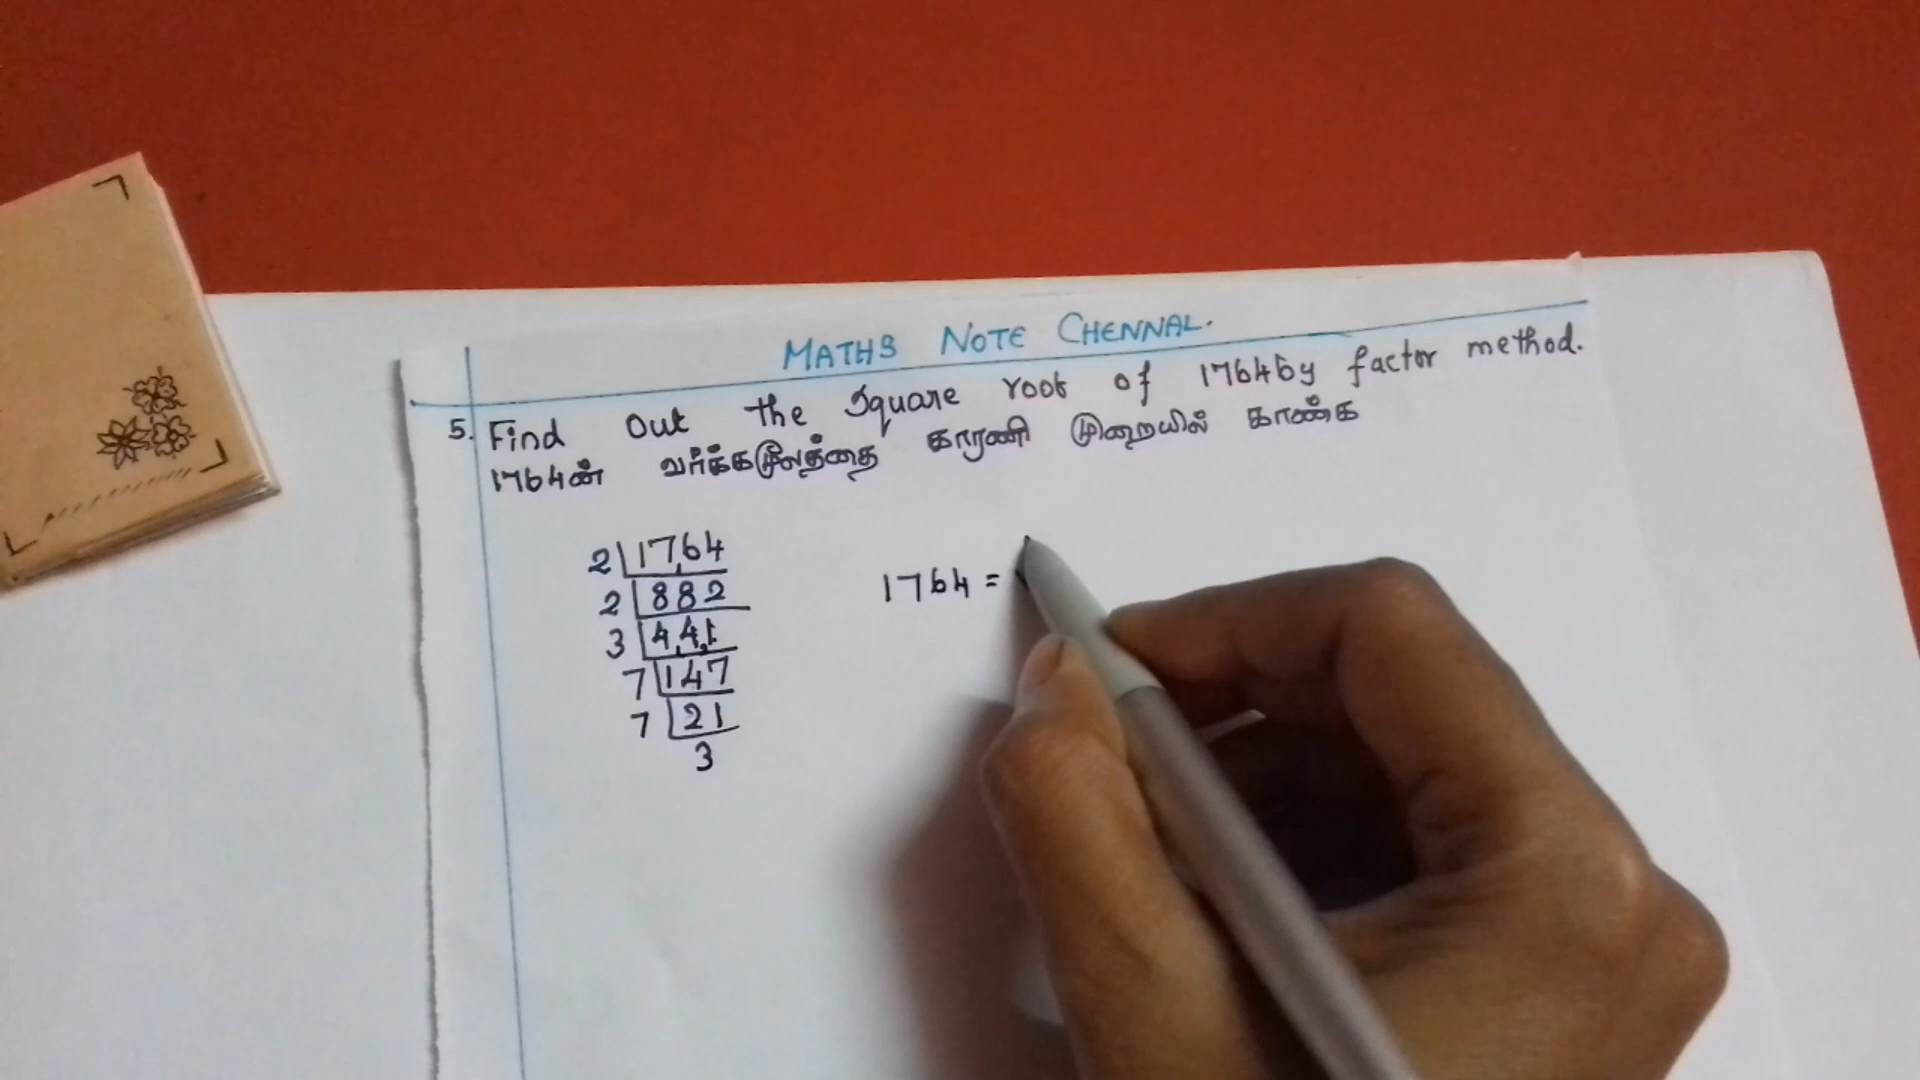 MATHS NOTE CHENNAL.
5. Find out the square root of 1764 by factor method.
1764ன் வர்க்கமூலத்தை காரணி முறையில் காண்க
2 1764
2 882
3 441
7 147
7 21
3
1764 =